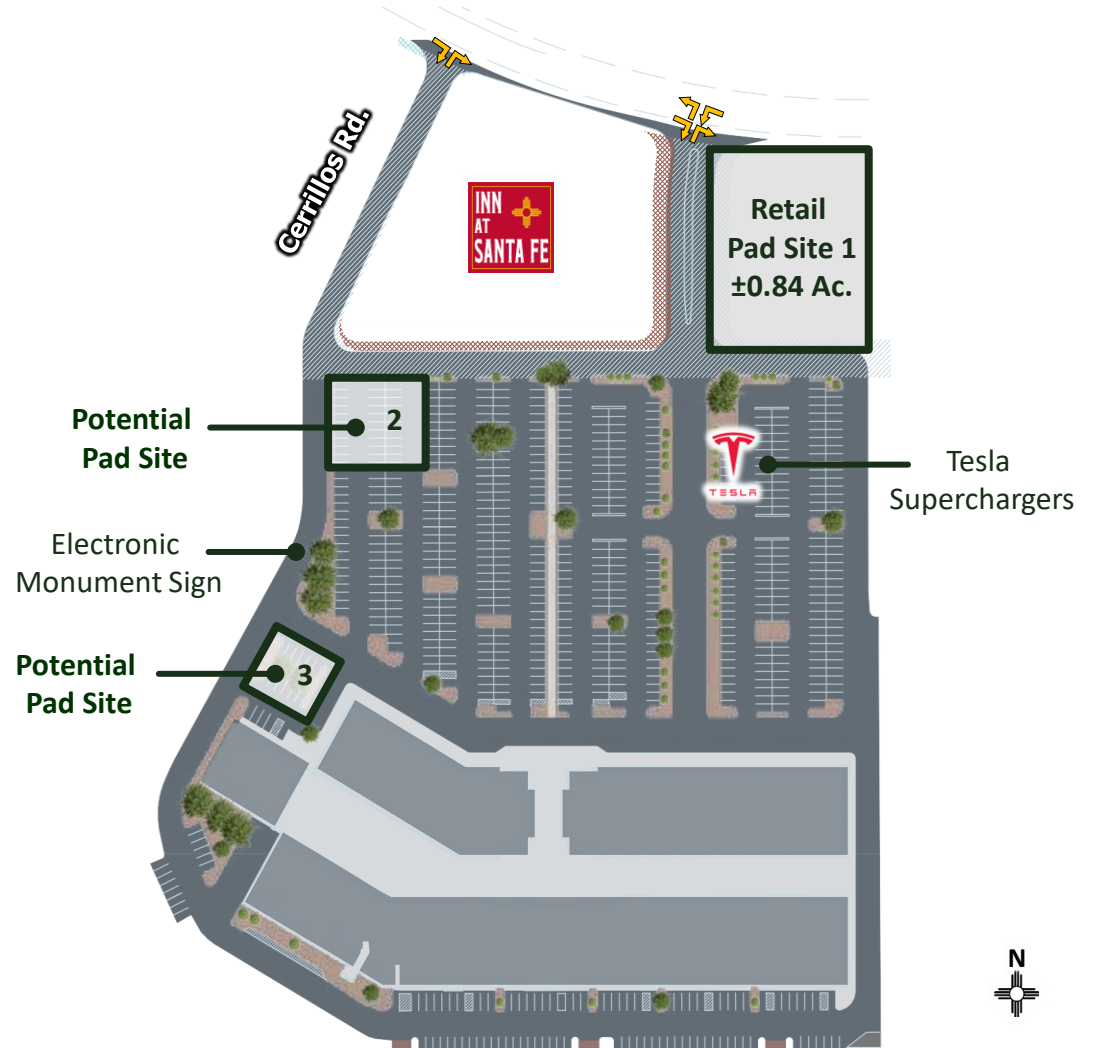 Cerrillos Rd.
INN
AT
SANTA FE
Retail
Pad Site 1
±0.84 Ac.
Potential
Pad Site
2
TESLA
Tesla
Superchargers
Electronic
Monument Sign
Potential
Pad Site
3
N